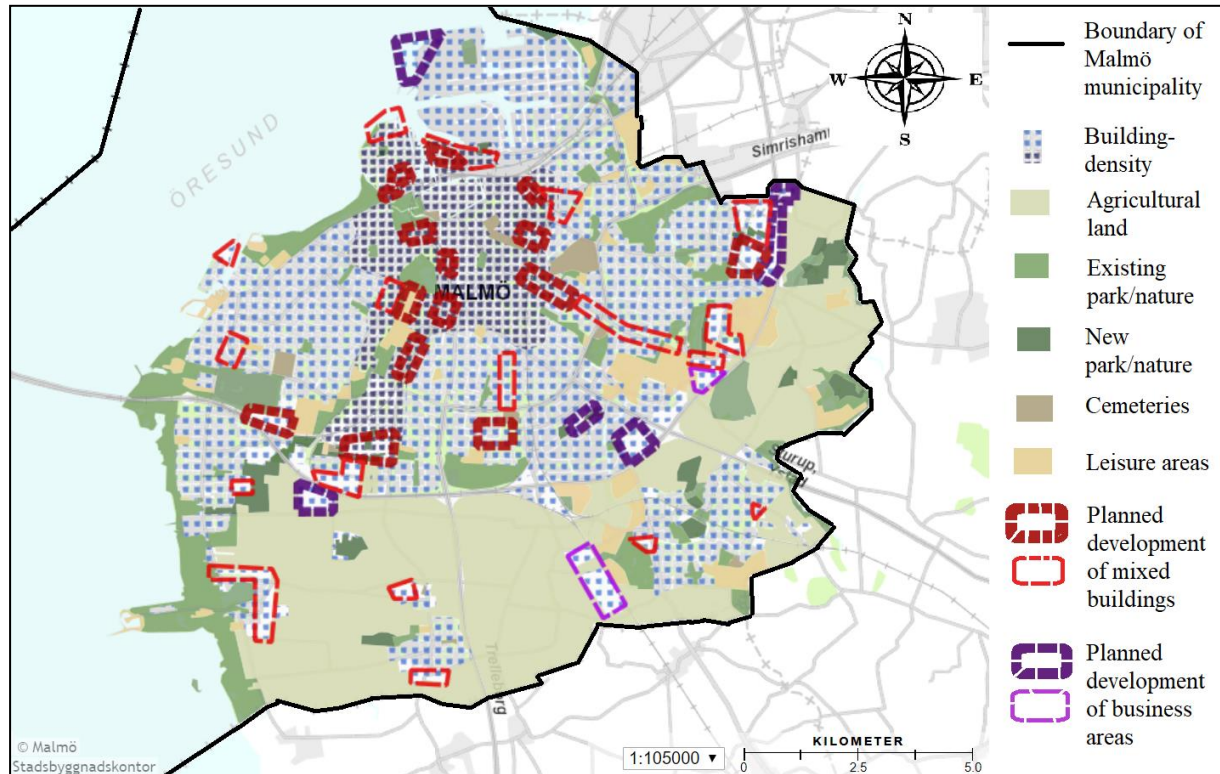 N
W
E
S
ÖRESUND
Simrisham
MALMÖ
Sturup,
Trelleborg
© Malmö
Stadsbyggnadskontor
1:105000 ▼
KILOMETER
0
2.5
5.0
Boundary of
Malmö
municipality
Building-
density
Agricultural
land
Existing
park/nature
New
park/nature
Cemeteries
Leisure areas
Planned
development
of mixed
buildings
Planned
development
of business
areas